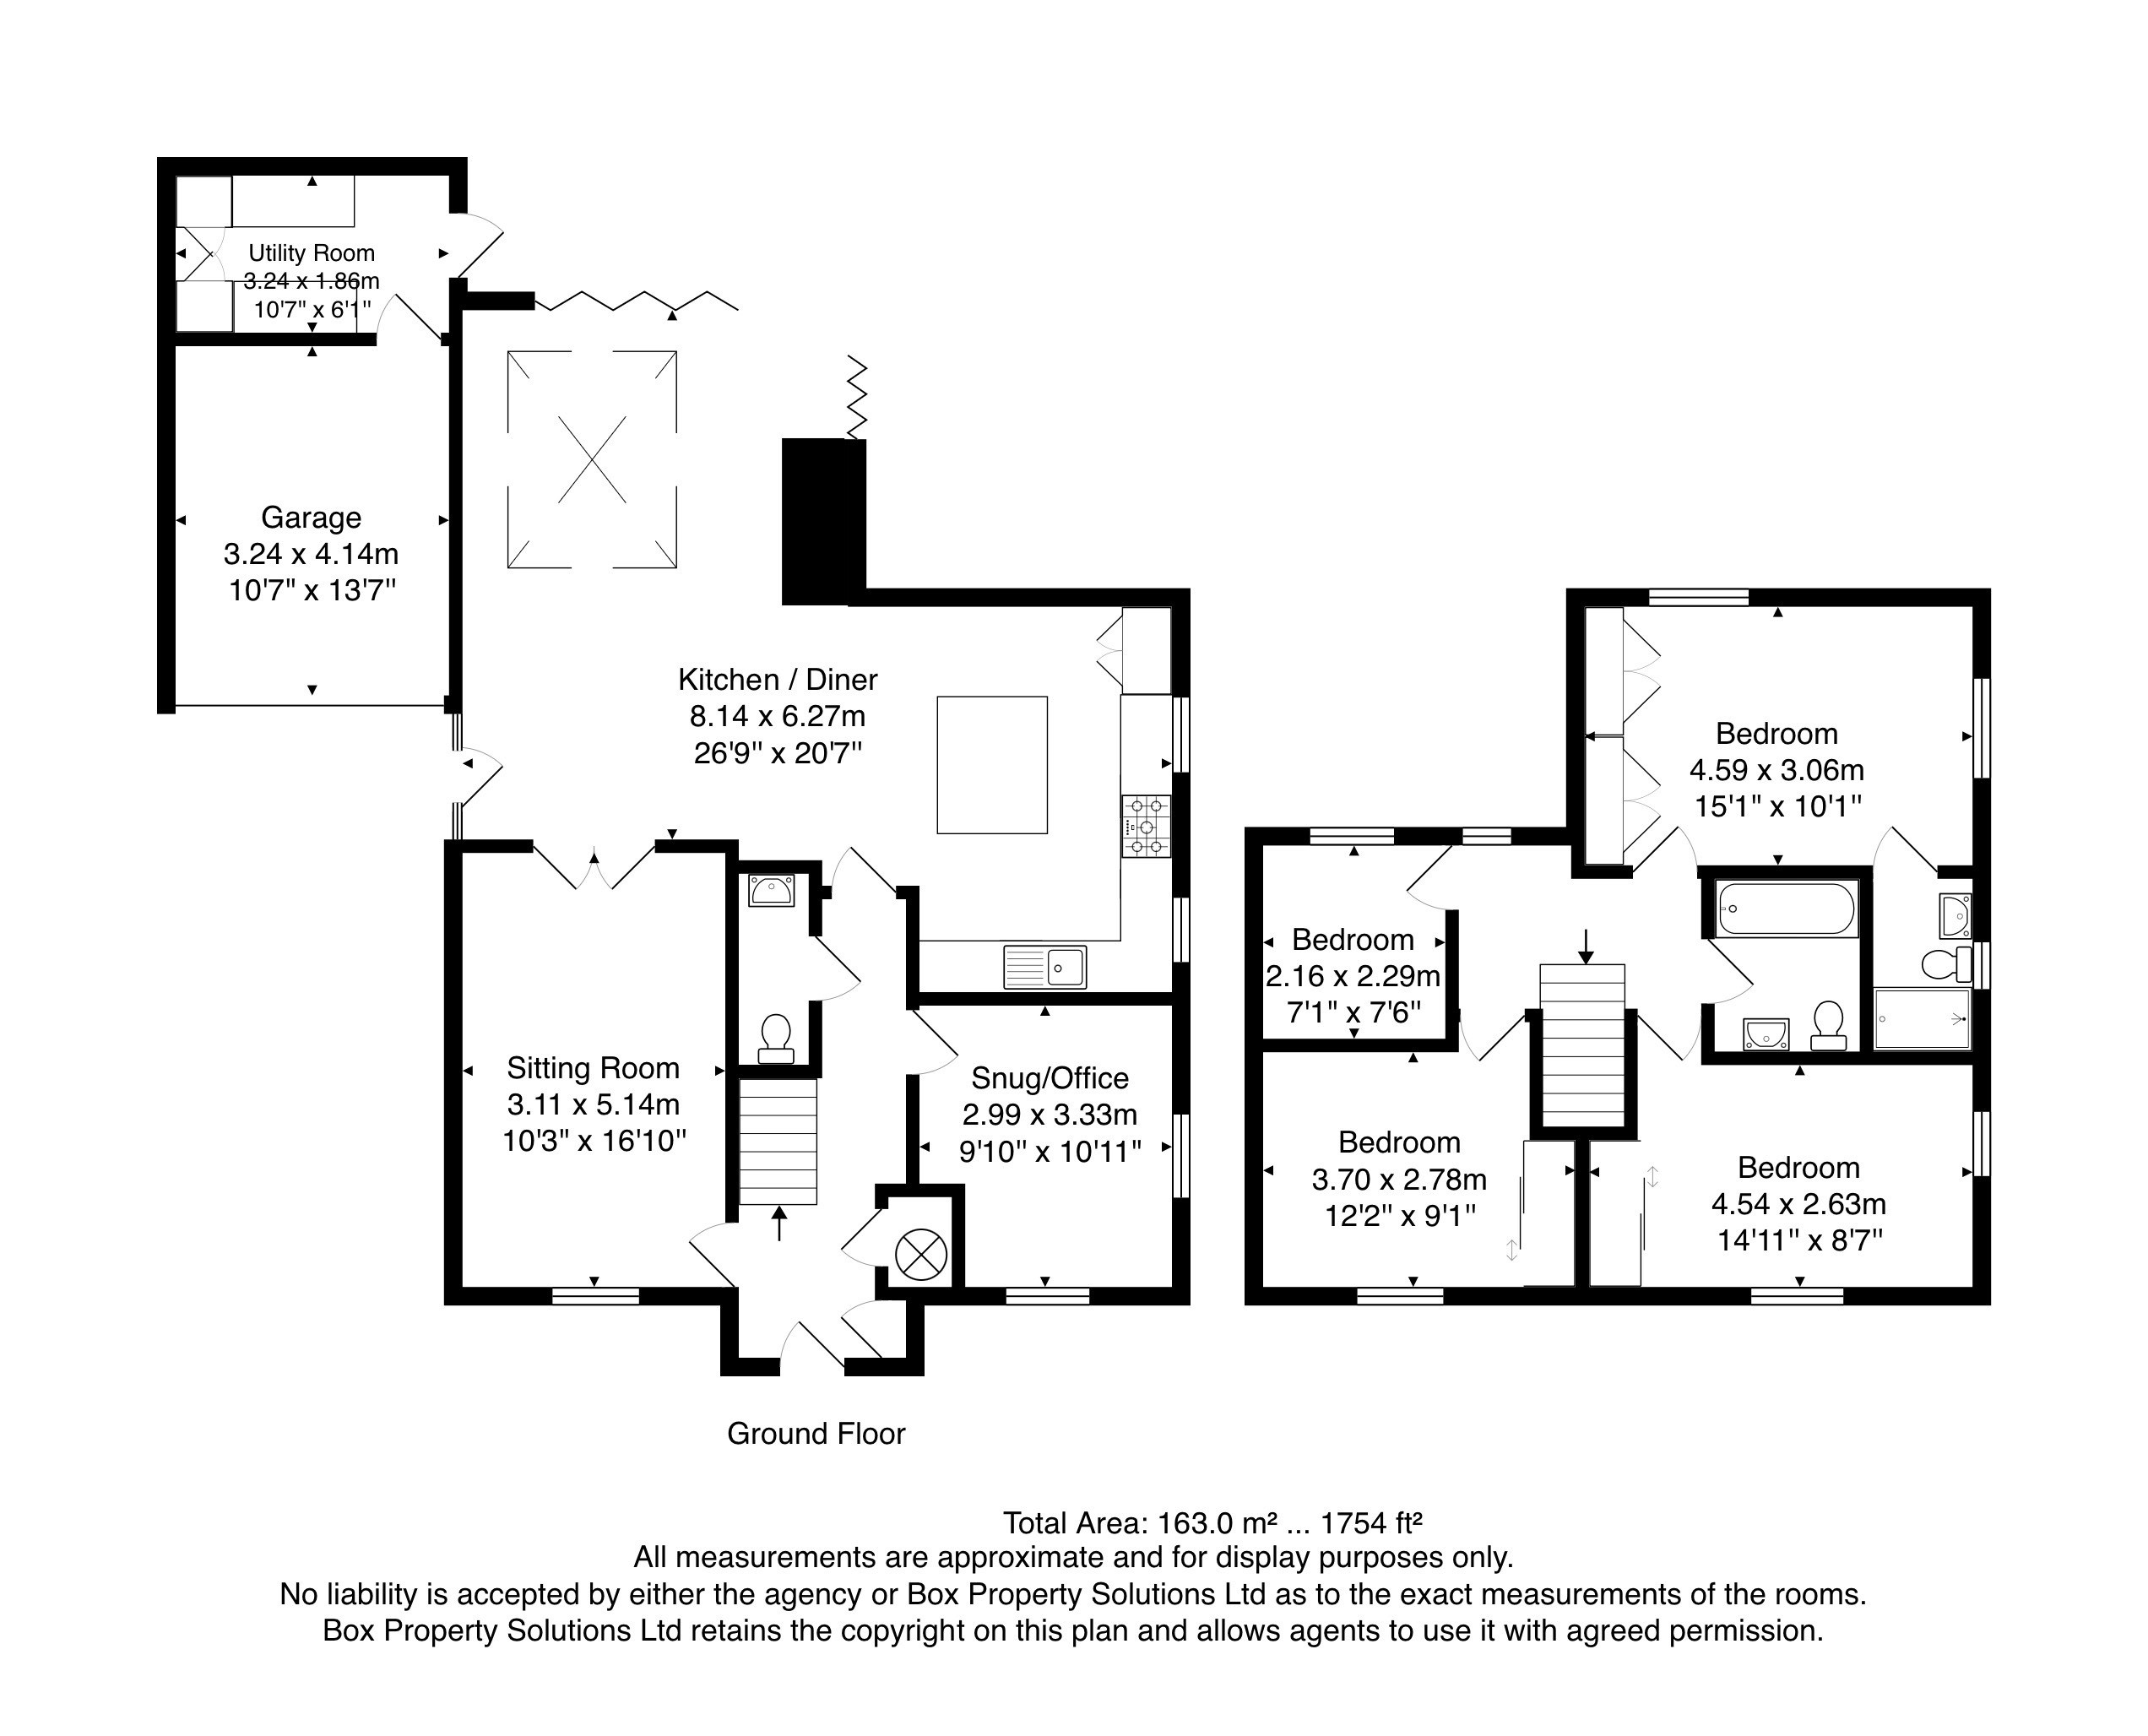 Utility Room
3.24 x 1.86m
10'7" x 6'1"
Garage
3.24 x 4.14m
10'7" x 13'7"
Kitchen / Diner
8.14 x 6.27m
26'9" x 20'7"
Sitting Room
3.11 x 5.14m
10'3" x 16'10"
Snug/Office
2.99 x 3.33m
9'10" x 10'11"
Ground Floor
Bedroom
4.59 x 3.06m
15'1" x 10'1"
Bedroom
2.16 x 2.29m
7'1" x 7'6"
Bedroom
3.70 x 2.78m
12'2" x 9'1"
Bedroom
4.54 x 2.63m
14'11" x 8'7"
Total Area: 163.0 m² ... 1754 ft²
All measurements are approximate and for display purposes only.
No liability is accepted by either the agency or Box Property Solutions Ltd as to the exact measurements of the rooms.
Box Property Solutions Ltd retains the copyright on this plan and allows agents to use it with agreed permission.